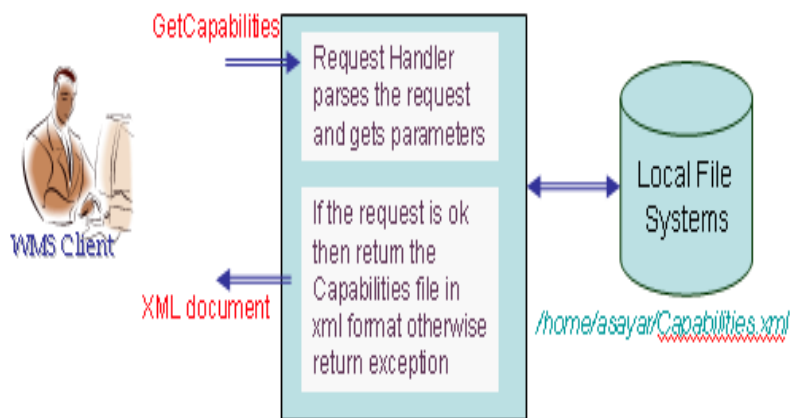 GetCapabilities
Request Handler
parses the request
and gets parameters
WMS Client
If the request is ok
then return the
Capabilities file in
xml format otherwise
return exception
XML document
Local File
Systems
/home/asayar/Capabilities.xml